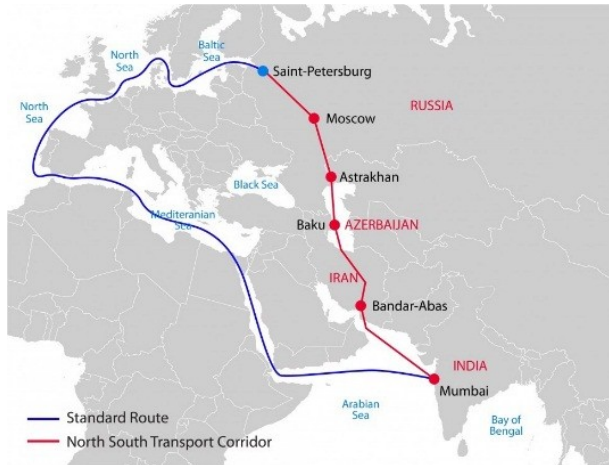 North
Sea
Baltic
Sea
Saint-Petersburg
North
Sea
Moscow
RUSSIA
Astrakhan
Black Sea
Mediteranian
Sea
Baku
AZERBAIJAN
IRAN
Bandar-Abas
INDIA
Mumbai
Arabian
Sea
Bay of
Bengal
Standard Route
North South Transport Corridor